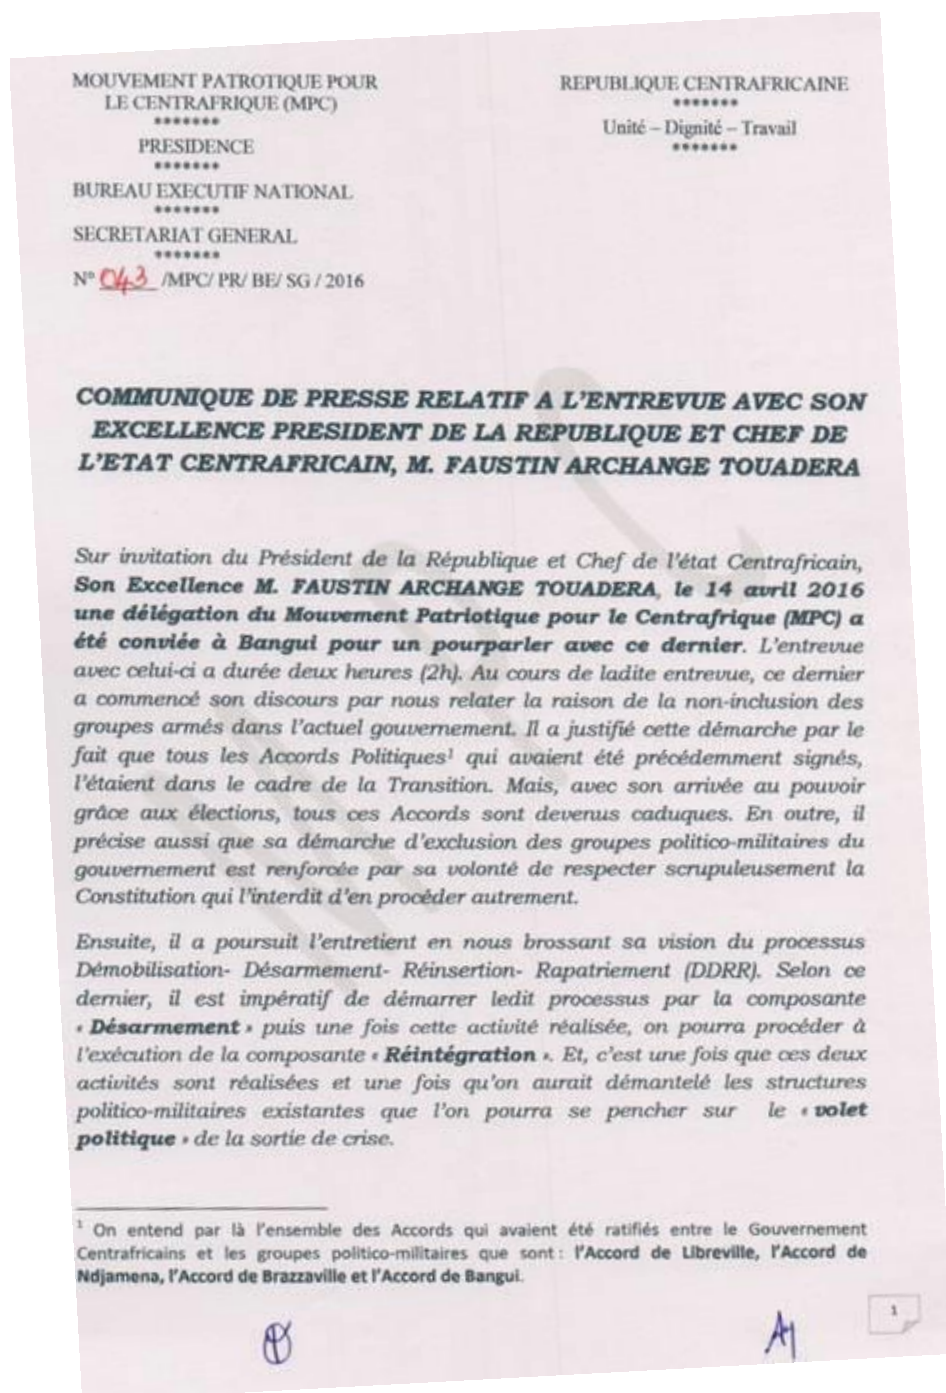 MOUVEMENT PATROTIQUE POUR
LE CENTRAFRIQUE (MPC)
*******
PRESIDENCE
*******
BUREAU EXECUTIF NATIONAL
*******
SECRETARIAT GENERAL
*******
N° 043 /MPC/ PR/ BE/ SG / 2016
REPUBLIQUE CENTRAFRICAINE
*******
Unité – Dignité – Travail
*******
COMMUNIQUE DE PRESSE RELATIF A L'ENTREVUE AVEC SON
EXCELLENCE PRESIDENT DE LA REPUBLIQUE ET CHEF DE
L'ETAT CENTRAFRICAIN, M. FAUSTIN ARCHANGE TOUADERA
Sur invitation du Président de la République et Chef de l'état Centrafricain,
Son Excellence M. FAUSTIN ARCHANGE TOUADERA, le 14 avril 2016
une délégation du Mouvement Patriotique pour le Centrafrique (MPC) a
été conviée à Bangui pour un pourparler avec ce dernier. L'entrevue
avec celui-ci a durée deux heures (2h). Au cours de ladite entrevue, ce dernier
a commencé son discours par nous relater la raison de la non-inclusion des
groupes armés dans l'actuel gouvernement. Il a justifié cette démarche par le
fait que tous les Accords Politiques¹ qui avaient été précédemment signés,
l'étaient dans le cadre de la Transition. Mais, avec son arrivée au pouvoir
grâce aux élections, tous ces Accords sont devenus caduques. En outre, il
précise aussi que sa démarche d'exclusion des groupes politico-militaires du
gouvernement est renforcée par sa volonté de respecter scrupuleusement la
Constitution qui l'interdit d'en procéder autrement.
Ensuite, il a poursuit l'entretient en nous brossant sa vision du processus
Démobilisation- Désarmement- Réinsertion- Rapatriement (DDRR). Selon ce
dernier, il est impératif de démarrer ledit processus par la composante
« Désarmement » puis une fois cette activité réalisée, on pourra procéder à
l'exécution de la composante « Réintégration ». Et, c'est une fois que ces deux
activités sont réalisées et une fois qu'on aurait démantelé les structures
politico-militaires existantes que l'on pourra se pencher sur le « volet
politique » de la sortie de crise.
¹ On entend par là l'ensemble des Accords qui avaient été ratifiés entre le Gouvernement
Centrafricains et les groupes politico-militaires que sont : l'Accord de Libreville, l'Accord de
Ndjamena, l'Accord de Brazzaville et l'Accord de Bangui.
1